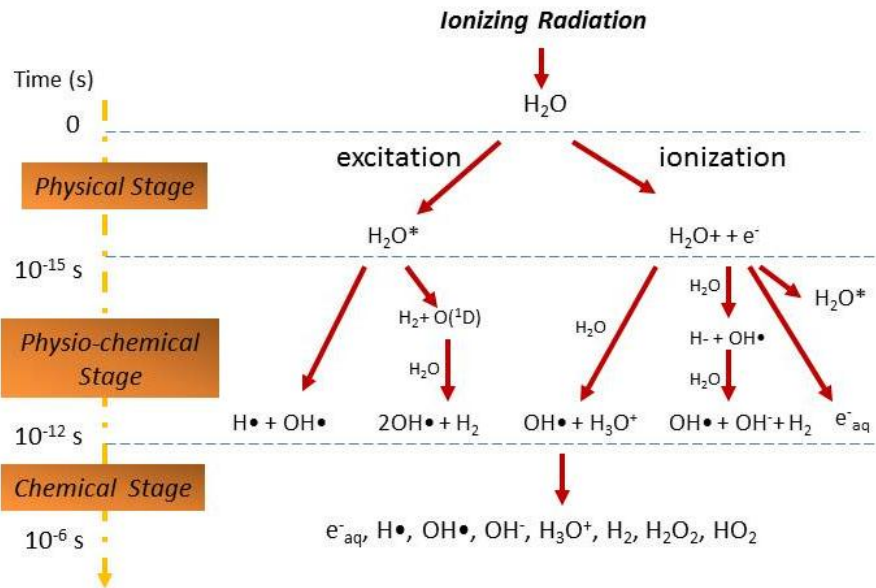 Ionizing Radiation
Time (s)
H₂O
0
excitation
ionization
Physical Stage
H₂O*
H₂O+ + e⁻
10⁻¹⁵ s
H₂O
H₂O*
H₂+ O(¹D)
H₂O
Physio-chemical
Stage
H- + OH●
H₂O
H₂O
H● + OH●
2OH● + H₂
OH● + H₃O⁺
OH● + OH⁻+ H₂
e⁻aq
10⁻¹² s
Chemical Stage
10⁻⁶ s
e⁻aq, H●, OH●, OH⁻, H₃O⁺, H₂, H₂O₂, HO₂